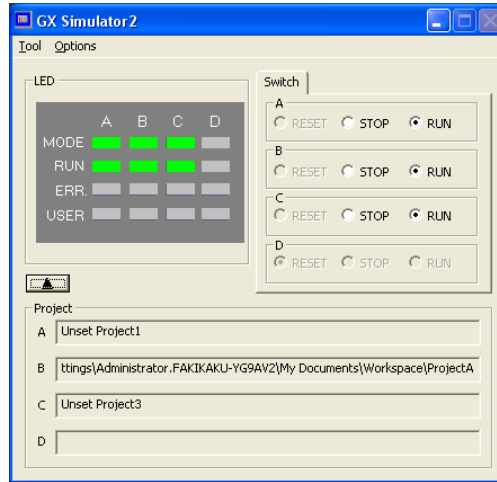 GX Simulator2
Tool Options
LED
A B C D
MODE
RUN
ERR.
USER
Switch
A
RESET STOP RUN
B
RESET STOP RUN
C
RESET STOP RUN
D
RESET STOP RUN
Project
A Unset Project1
B ttings\Administrator.FAKIKAKU-YG9AV2\My Documents\Workspace\ProjectA
C Unset Project3
D